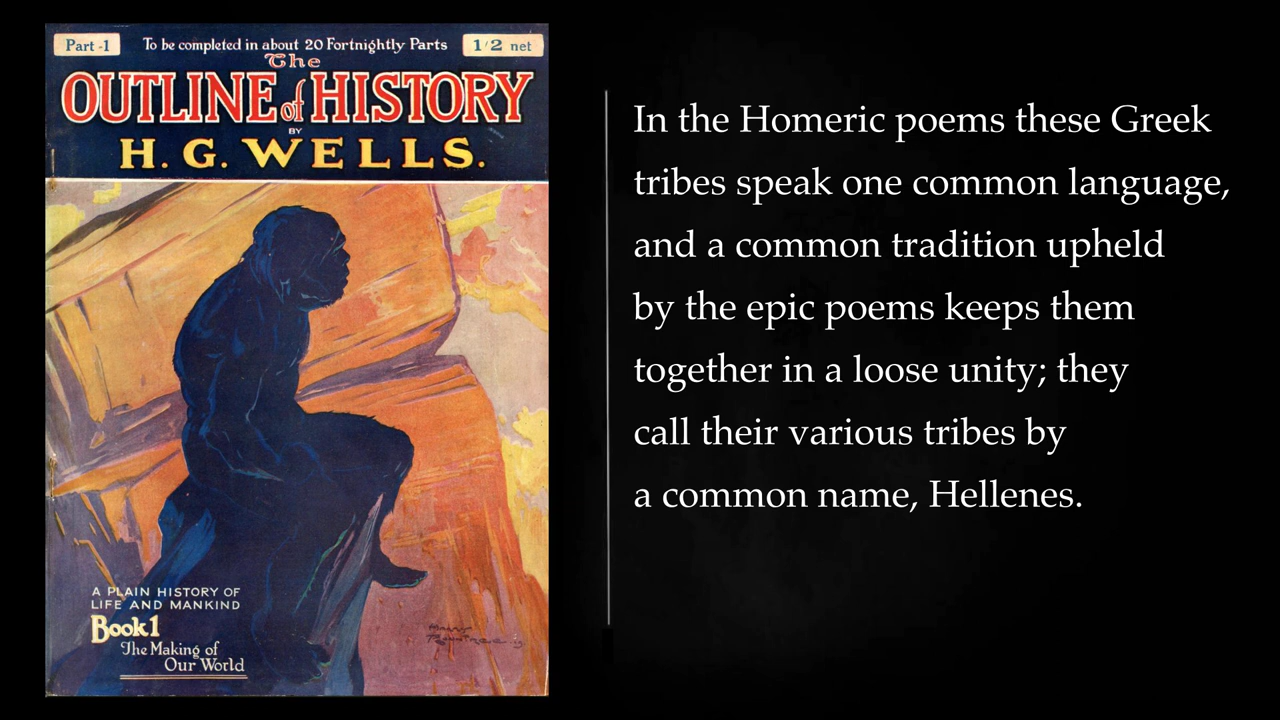 Part -1
To be completed in about 20 Fortnightly Parts
1/2 net
The
OUTLINE of HISTORY
BY
H. G. WELLS.
A PLAIN HISTORY OF
LIFE AND MANKIND
Book 1
The Making of
Our World
In the Homeric poems these Greek
tribes speak one common language,
and a common tradition upheld
by the epic poems keeps them
together in a loose unity; they
call their various tribes by
a common name, Hellenes.